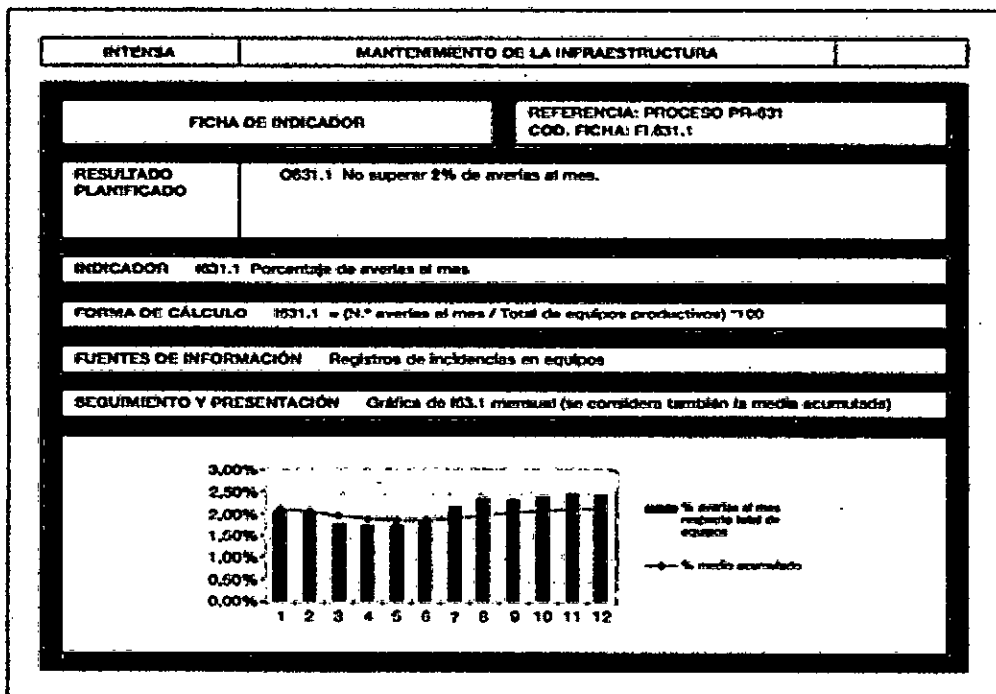 INTENSA
MANTENIMIENTO DE LA INFRAESTRUCTURA
FICHA DE INDICADOR
REFERENCIA: PROCESO PR-631
COD. FICHA: FI.631.1
RESULTADO
PLANIFICADO
O631.1 No superar 2% de averías al mes.
INDICADOR I631.1 Porcentaje de averías al mes
FORMA DE CÁLCULO I631.1 = (N.º averías al mes / Total de equipos productivos) *100
FUENTES DE INFORMACIÓN Registros de incidencias en equipos
SEGUIMIENTO Y PRESENTACIÓN Gráfica de I63.1 mensual (se considera también la media acumulada)
3,00%
2,50%
2,00%
1,50%
1,00%
0,50%
0,00%
1 2 3 4 5 6 7 8 9 10 11 12
% averías al mes
respecto total de
equipos
% medio acumulado